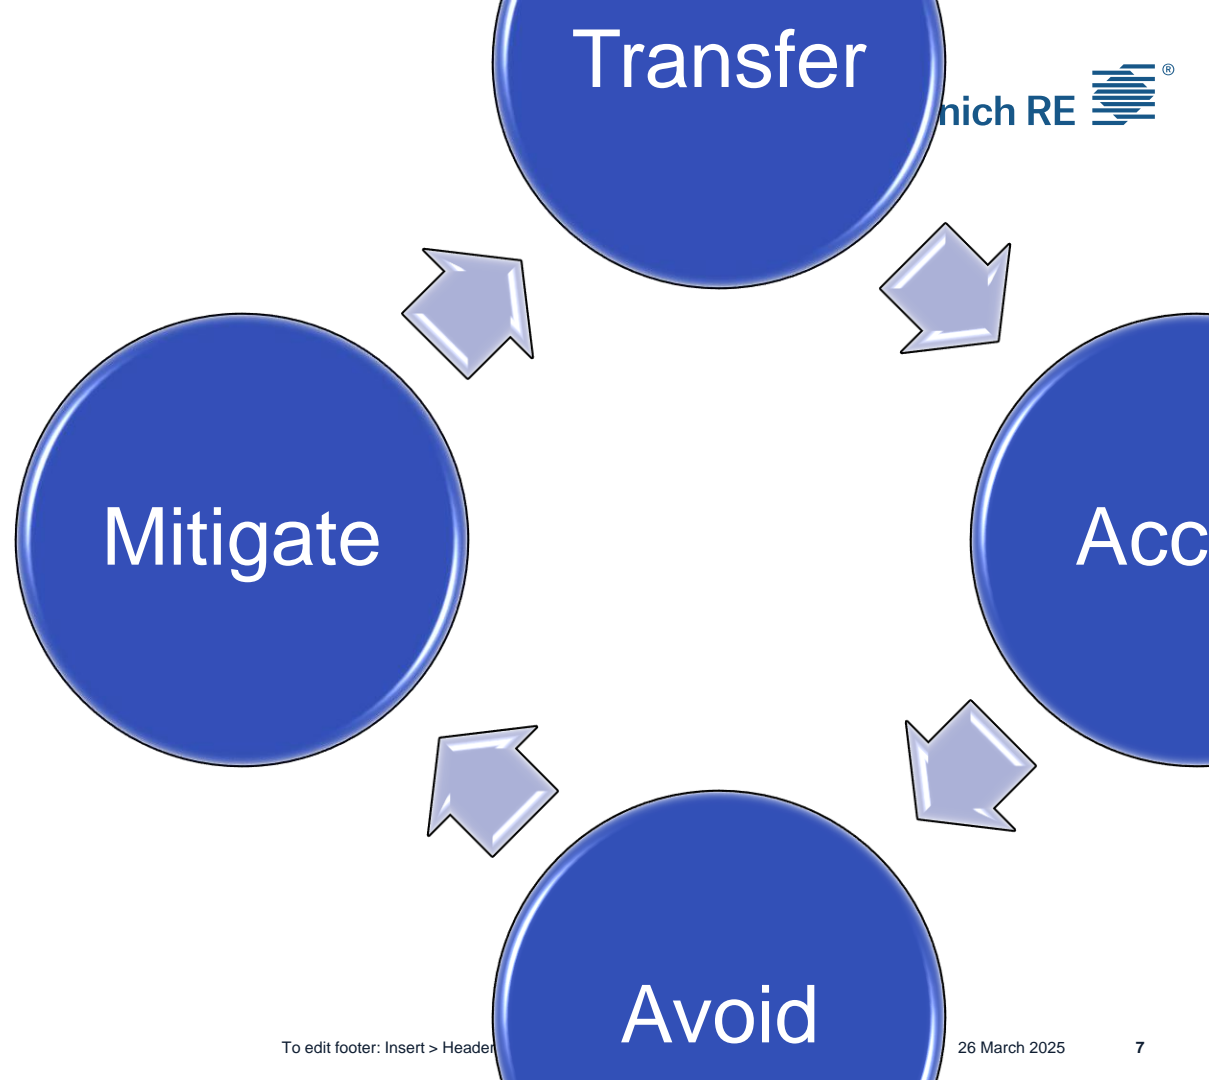 Transfer
nich RE ®
Mitigate
Acc
Avoid
To edit footer: Insert > Header
26 March 2025
7